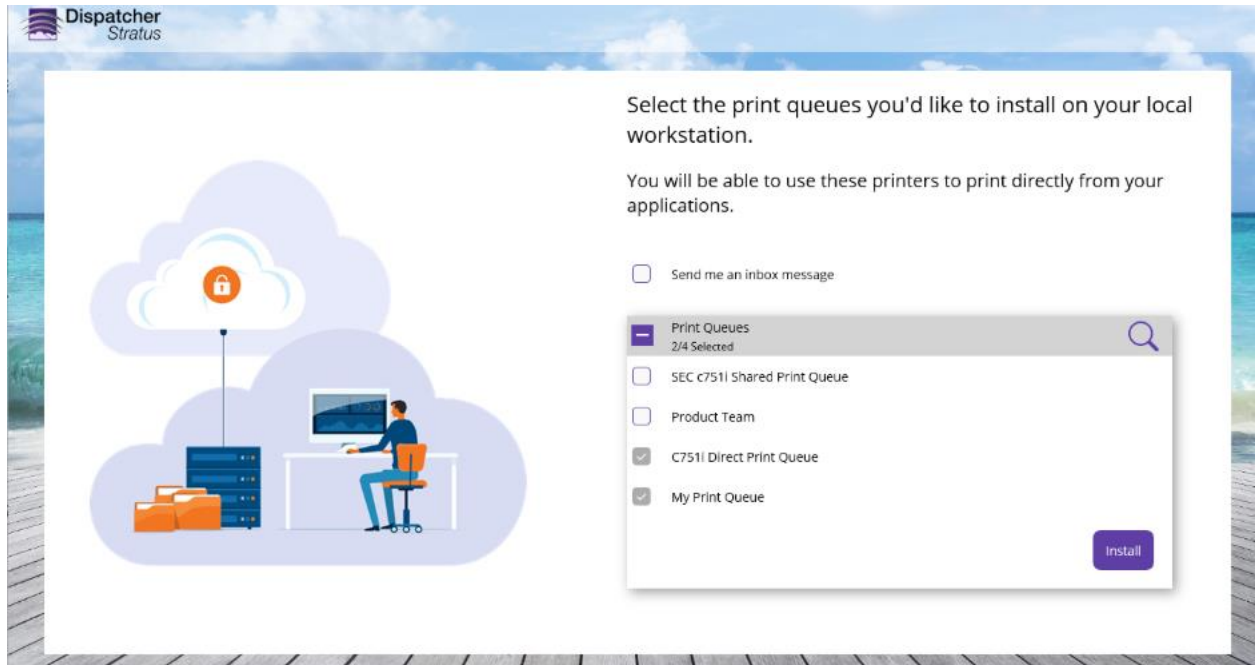 Dispatcher
Stratus
Select the print queues you'd like to install on your local
workstation.
You will be able to use these printers to print directly from your
applications.
Send me an inbox message
Print Queues
2/4 Selected
SEC c751i Shared Print Queue
Product Team
C751i Direct Print Queue
My Print Queue
Install